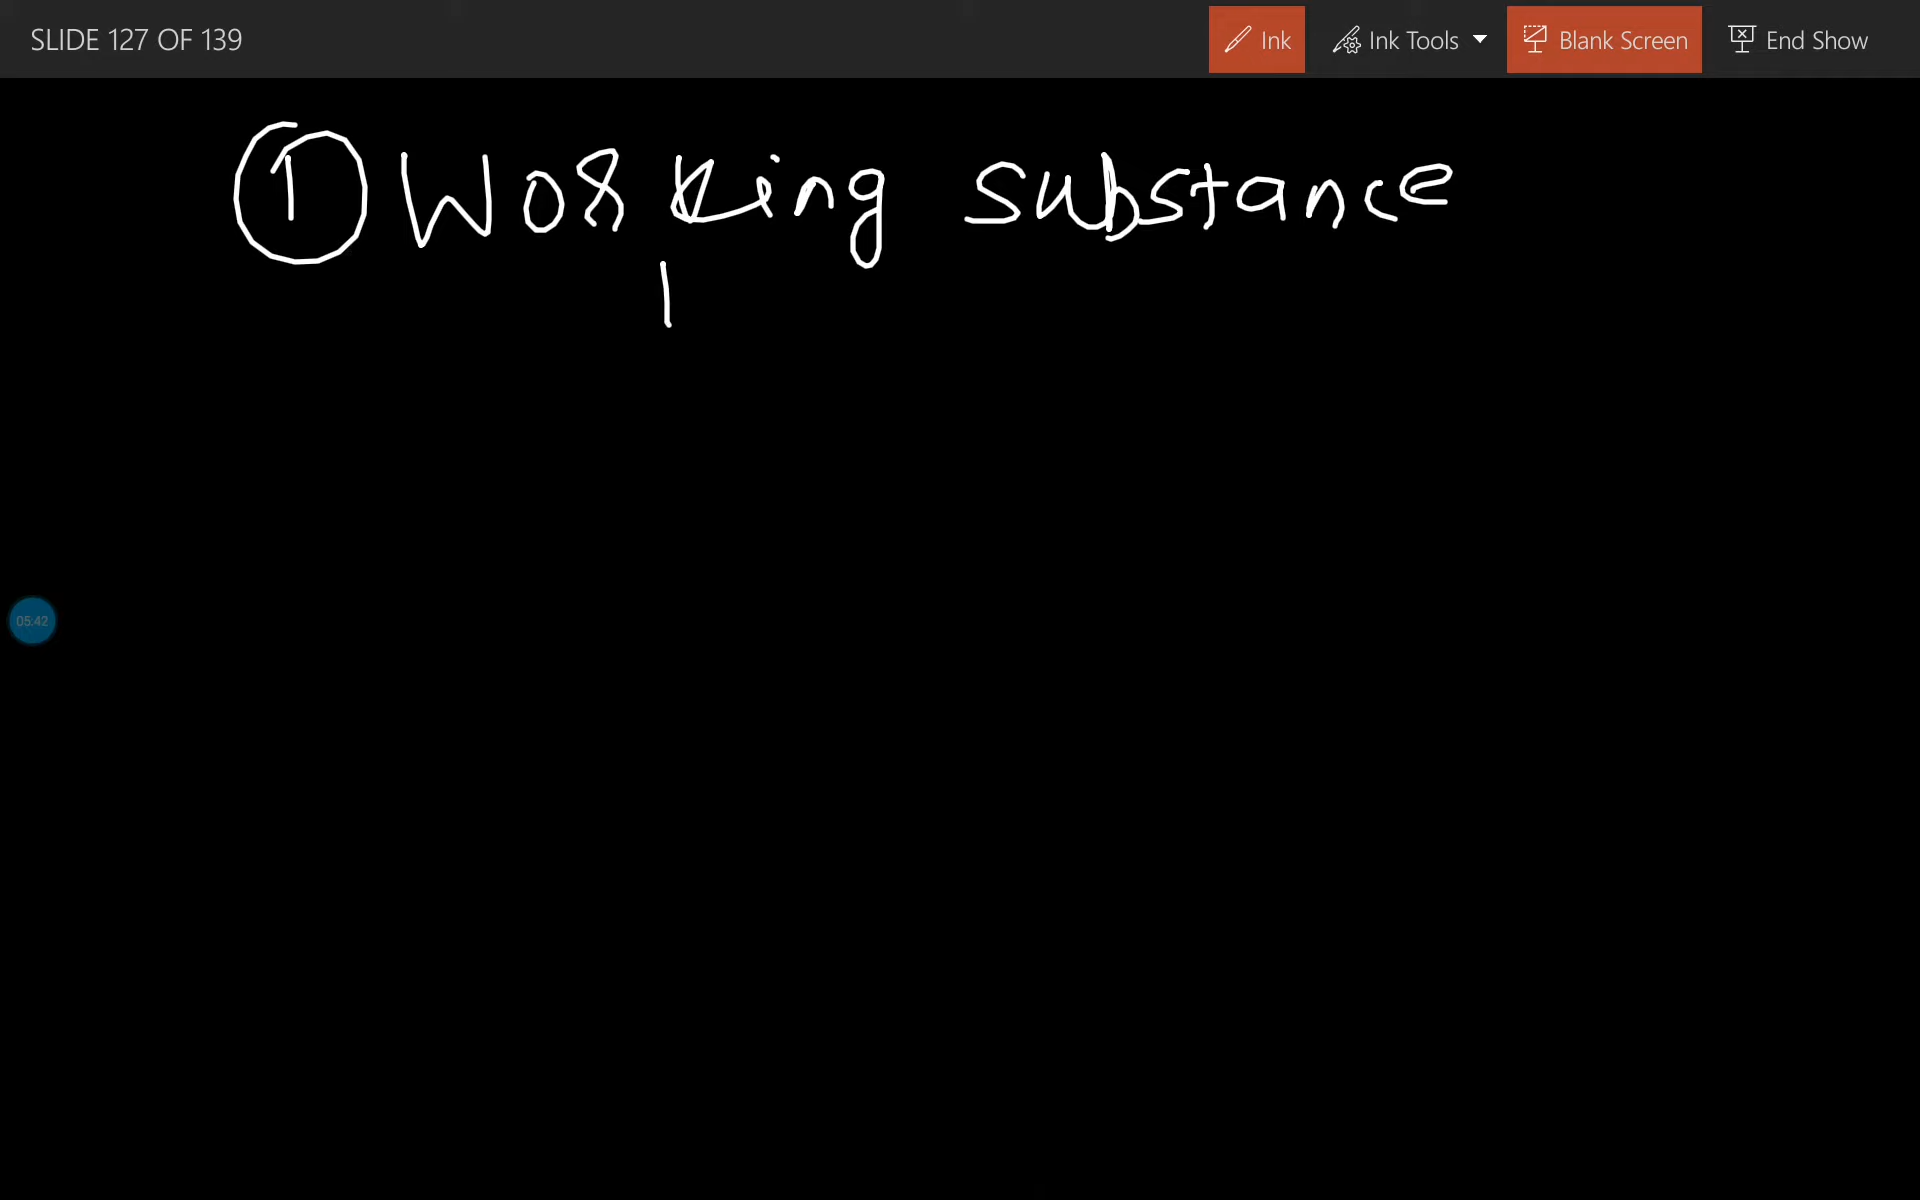 SLIDE 127 OF 139 Ink Ink Tools Blank Screen End Show
① Working substance
05:42